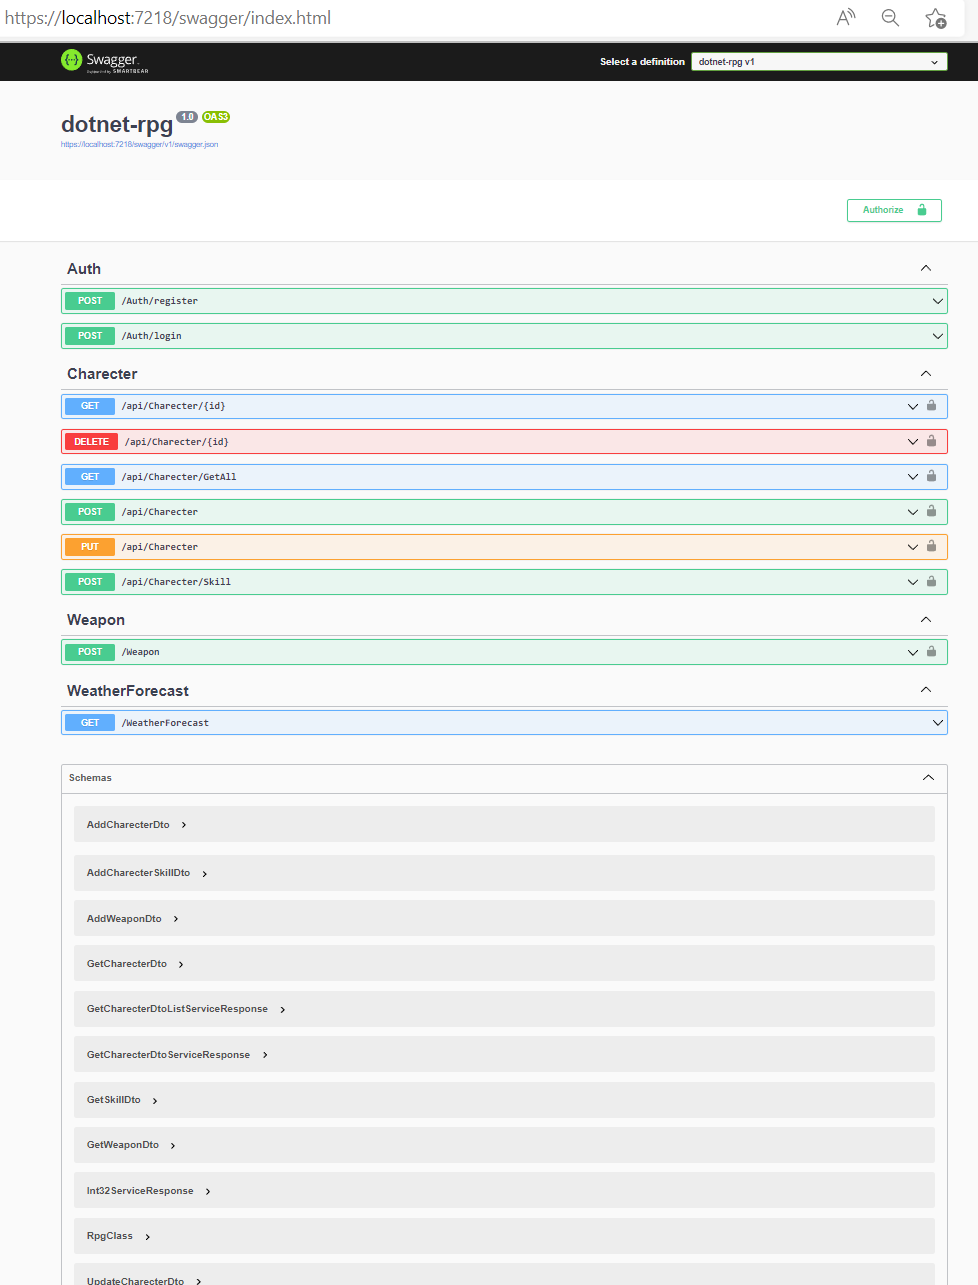 https://localhost:7218/swagger/index.html
Swagger.
Supported by SMARTBEAR
Select a definition
dotnet-rpg v1
dotnet-rpg 1.0 OAS3
https://localhost:7218/swagger/v1/swagger.json
Authorize
Auth
POST /Auth/register
POST /Auth/login
Charecter
GET /api/Charecter/{id}
DELETE /api/Charecter/{id}
GET /api/Charecter/GetAll
POST /api/Charecter
PUT /api/Charecter
POST /api/Charecter/Skill
Weapon
POST /Weapon
WeatherForecast
GET /WeatherForecast
Schemas
AddCharecterDto
AddCharecterSkillDto
AddWeaponDto
GetCharecterDto
GetCharecterDtoListServiceResponse
GetCharecterDtoServiceResponse
GetSkillDto
GetWeaponDto
Int32ServiceResponse
RpgClass
UpdateCharecterDto